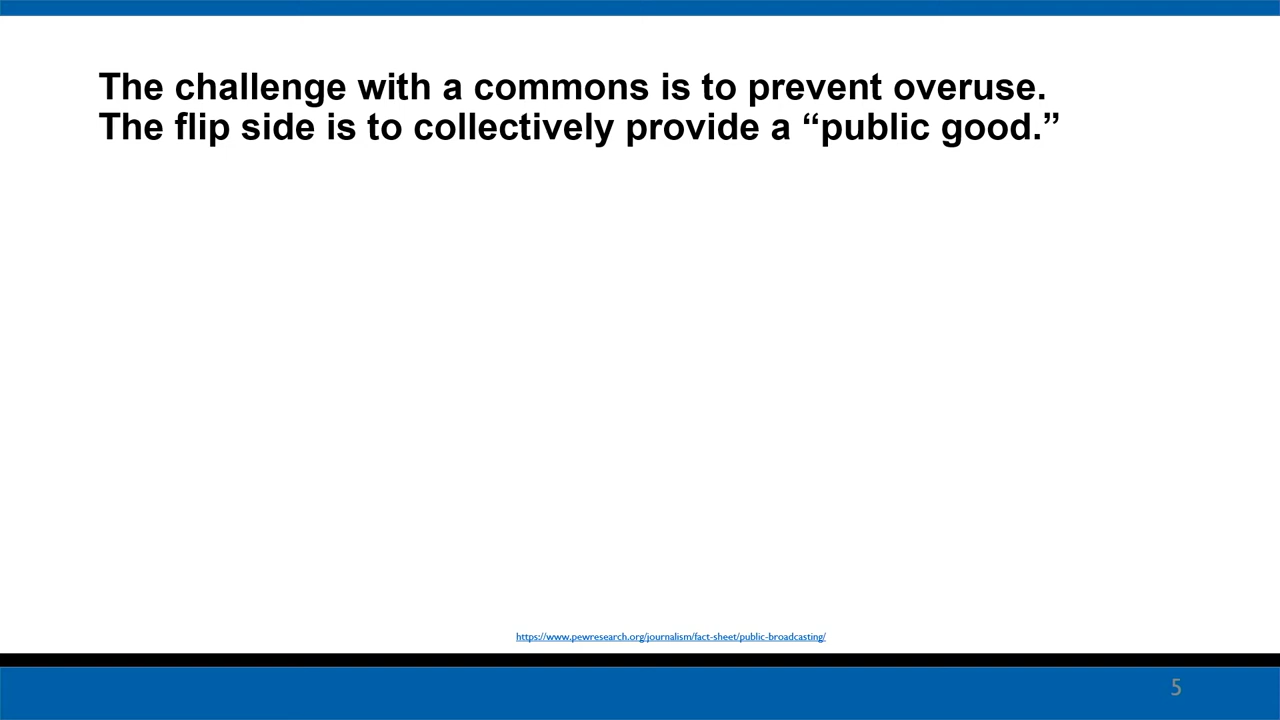 The challenge with a commons is to prevent overuse.
The flip side is to collectively provide a “public good.”
https://www.pewresearch.org/journalism/fact-sheet/public-broadcasting/
5